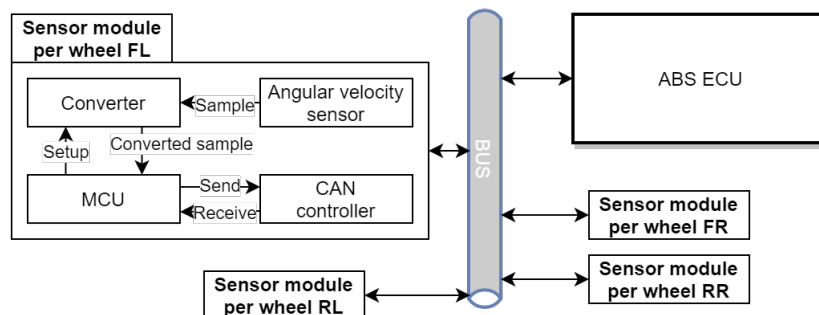 Sensor module
per wheel FL
Converter
Sample
Angular velocity
sensor
Setup
Converted sample
MCU
Send
Receive
CAN
controller
BUS
ABS ECU
Sensor module
per wheel FR
Sensor module
per wheel RR
Sensor module
per wheel RL